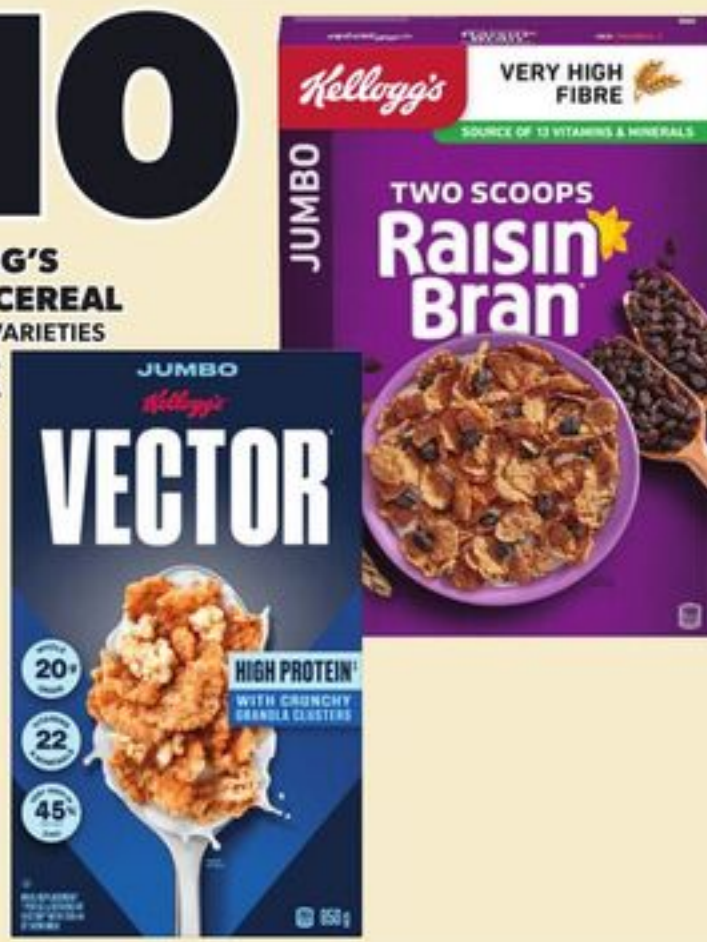 10
G'S
CEREAL
VARIETIES
Kellogg's
VERY HIGH
FIBRE
SOURCE OF 13 VITAMINS & MINERALS
JUMBO
TWO SCOOPS
Raisin
Bran
JUMBO
Kellogg's
VECTOR
20g
22
45%
HIGH PROTEIN
WITH CRUNCHY
GRANOLA CLUSTERS
850 g